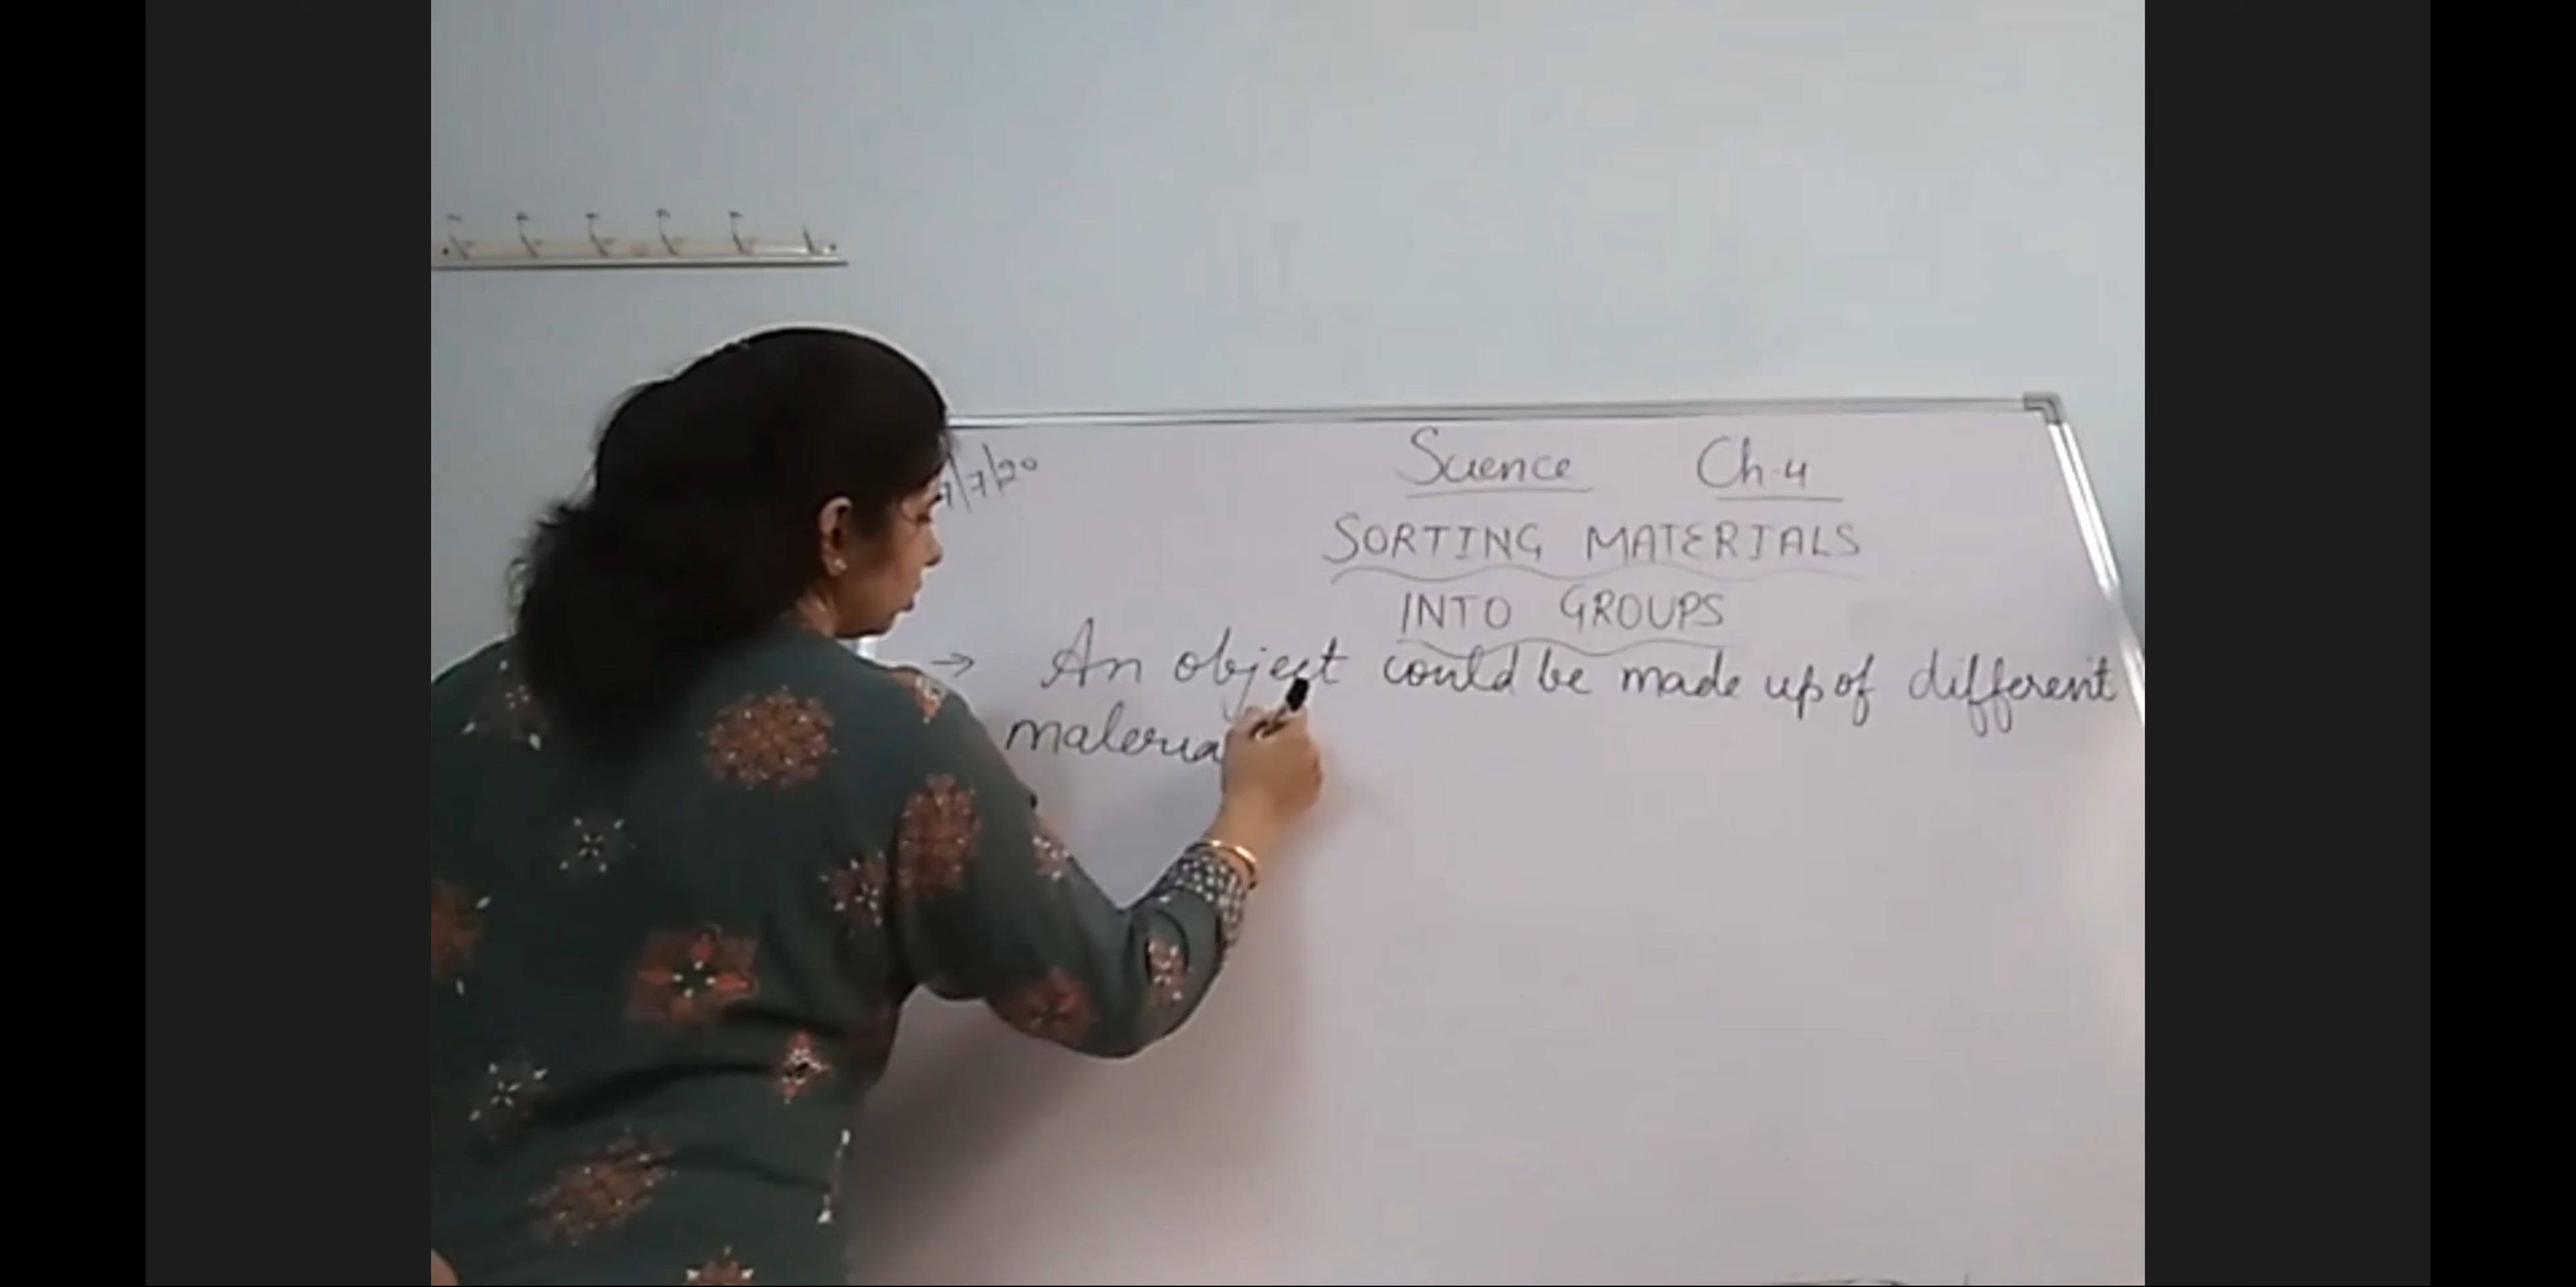 7/7/20
Science Ch-4
SORTING MATERIALS
INTO GROUPS
→ An object could be made up of different
materia